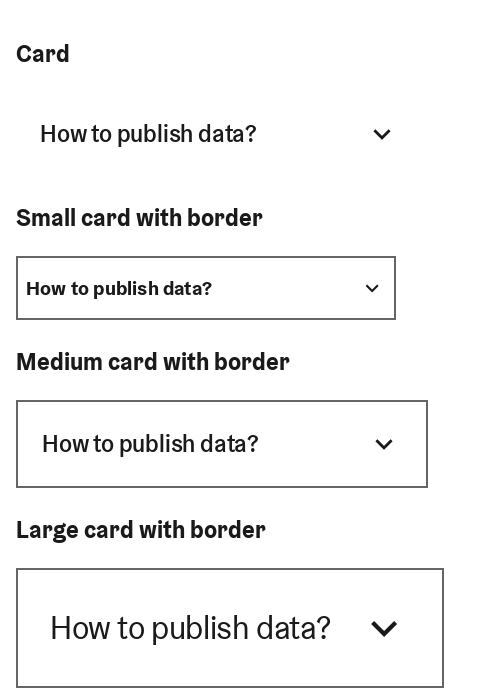 Card
How to publish data?
Small card with border
How to publish data?
Medium card with border
How to publish data?
Large card with border
How to publish data?